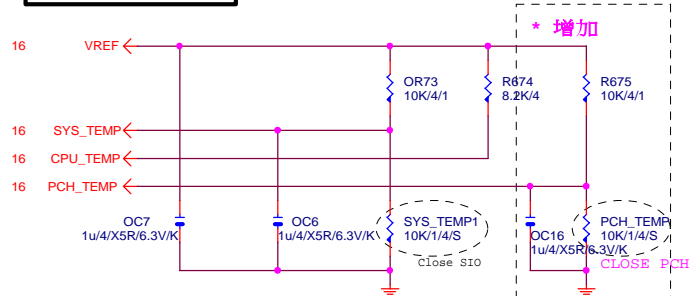 * 增加
16 VREF
OR73
10K/4/1
R674
8.2K/4
R675
10K/4/1
16 SYS_TEMP
16 CPU_TEMP
16 PCH_TEMP
OC7
1u/4/X5R/6.3V/K
OC6
1u/4/X5R/6.3V/K
SYS_TEMP1
10K/1/4/S
Close SIO
OC16
1u/4/X5R/6.3V/K
PCH_TEMP
10K/1/4/S
CLOSE PCH